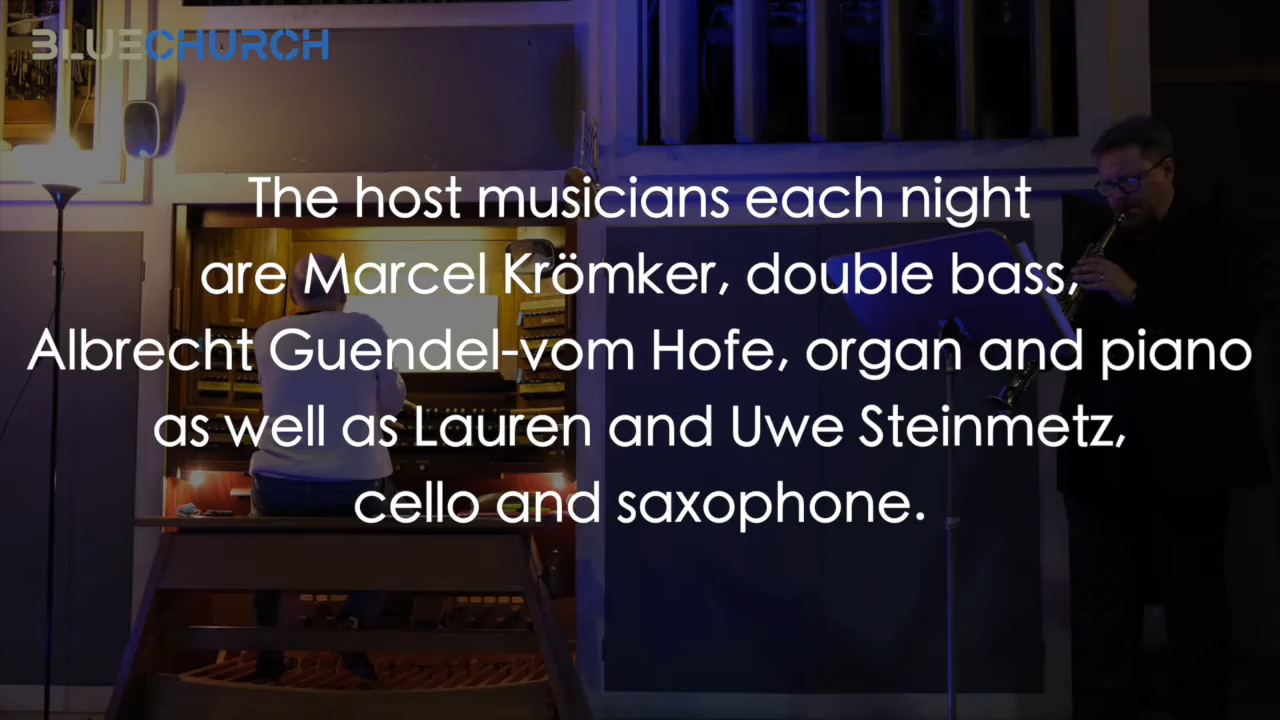 BLUECHURCH
The host musicians each night
are Marcel Krömker, double bass,
Albrecht Guendel-vom Hofe, organ and piano
as well as Lauren and Uwe Steinmetz,
cello and saxophone.